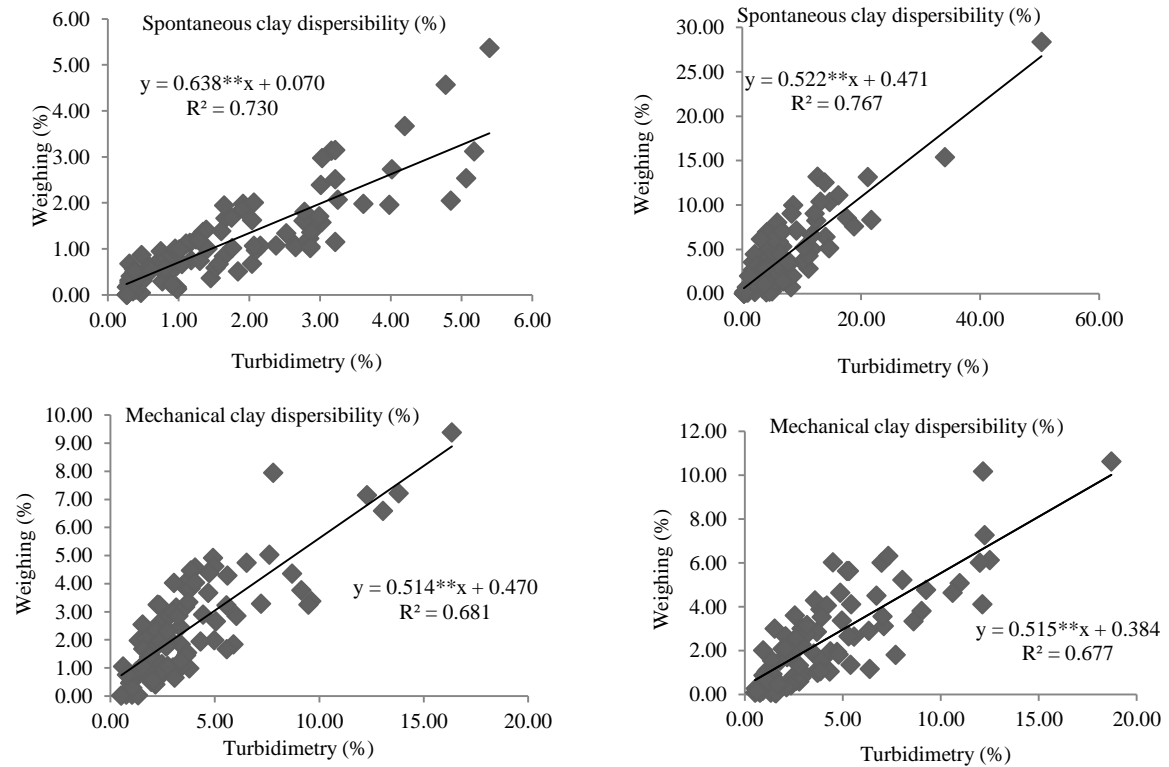 Spontaneous clay dispersibility (%)
y = 0.638**x + 0.070
R² = 0.730
Weighing (%)
6.00
5.00
4.00
3.00
2.00
1.00
0.00
0.00 1.00 2.00 3.00 4.00 5.00 6.00
Turbidimetry (%)
Spontaneous clay dispersibility (%)
y = 0.522**x + 0.471
R² = 0.767
Weighing (%)
30.00
25.00
20.00
15.00
10.00
5.00
0.00
0.00 20.00 40.00 60.00
Turbidimetry (%)
Mechanical clay dispersibility (%)
y = 0.514**x + 0.470
R² = 0.681
Weighing (%)
10.00
9.00
8.00
7.00
6.00
5.00
4.00
3.00
2.00
1.00
0.00
0.00 5.00 10.00 15.00 20.00
Turbidimetry (%)
Mechanical clay dispersibility (%)
y = 0.515**x + 0.384
R² = 0.677
Weighing (%)
12.00
10.00
8.00
6.00
4.00
2.00
0.00
0.00 5.00 10.00 15.00 20.00
Turbidimetry (%)